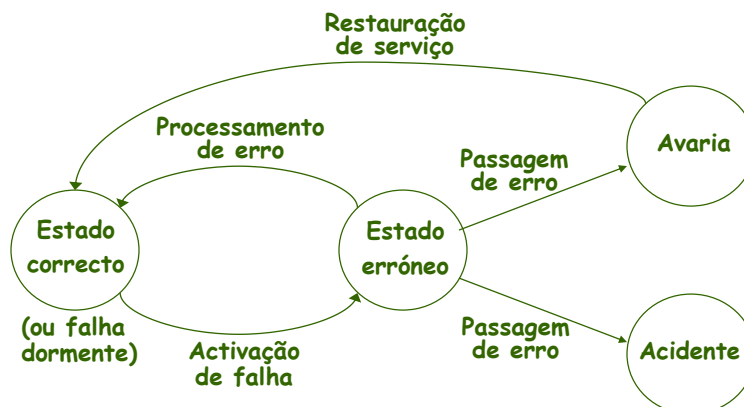 Restauração
de serviço
Processamento
de erro
Passagem
de erro
Avaria
Estado
correcto
Estado
erróneo
(ou falha
dormente)
Activação
de falha
Passagem
de erro
Acidente